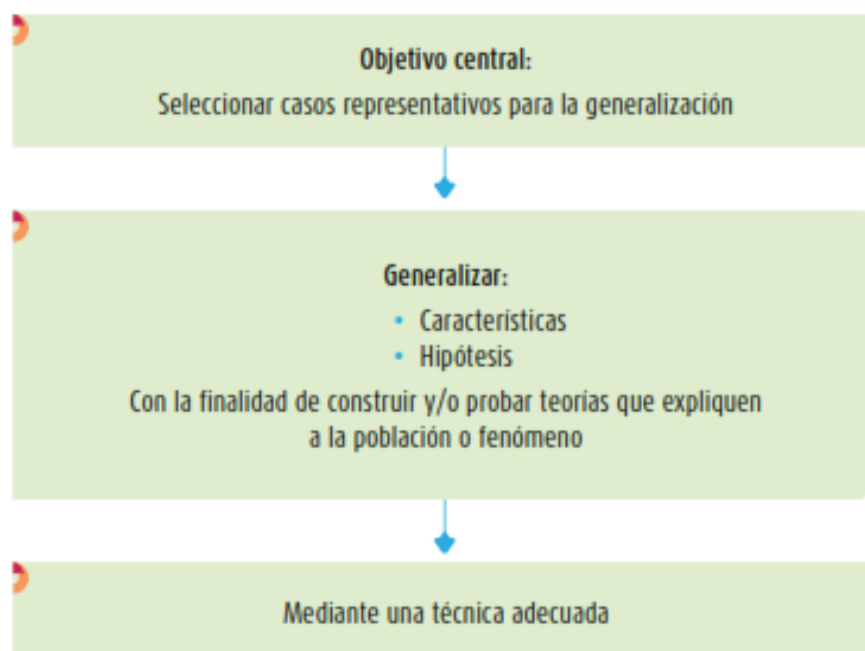 Objetivo central:
Seleccionar casos representativos para la generalización
Generalizar:
• Características
• Hipótesis
Con la finalidad de construir y/o probar teorías que expliquen
a la población o fenómeno
Mediante una técnica adecuada